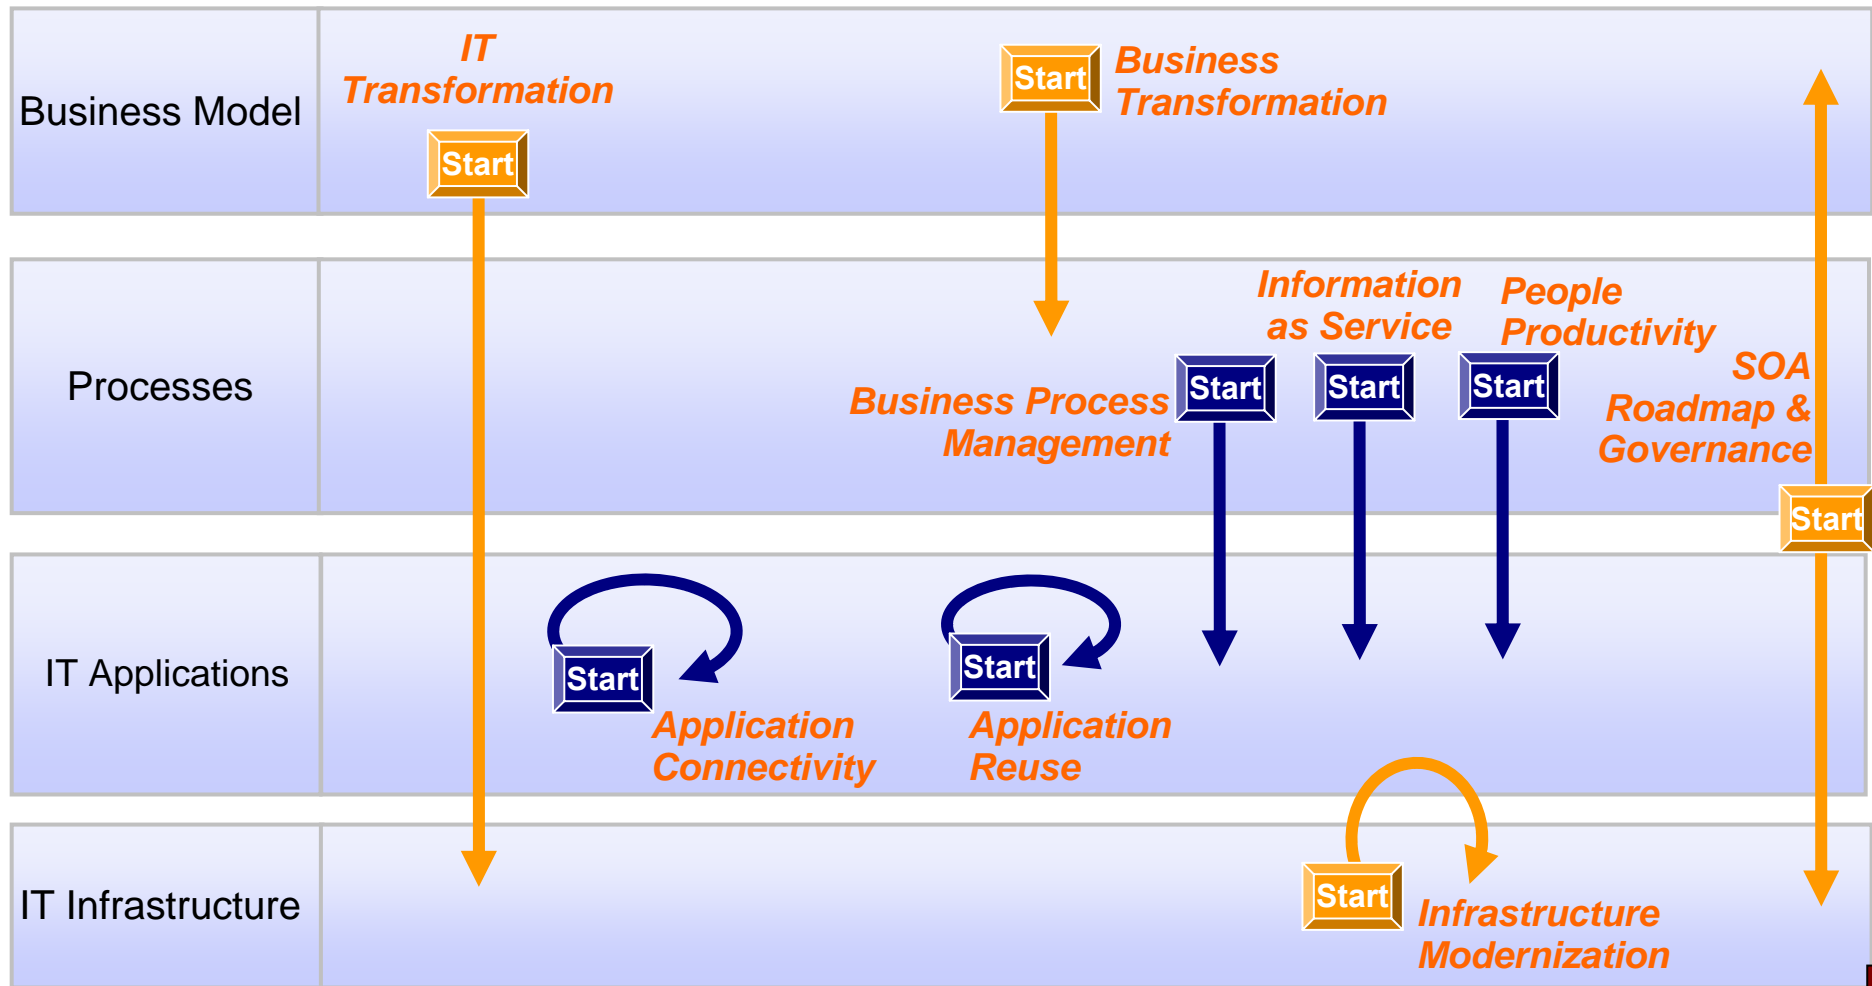 Business Model
IT
Transformation
Start
Start
Business
Transformation
Processes
Business Process
Management
Start
Information
as Service
Start
People
Productivity
Start
SOA
Roadmap &
Governance
Start
IT Applications
Start
Application
Connectivity
Start
Application
Reuse
IT Infrastructure
Start
Infrastructure
Modernization